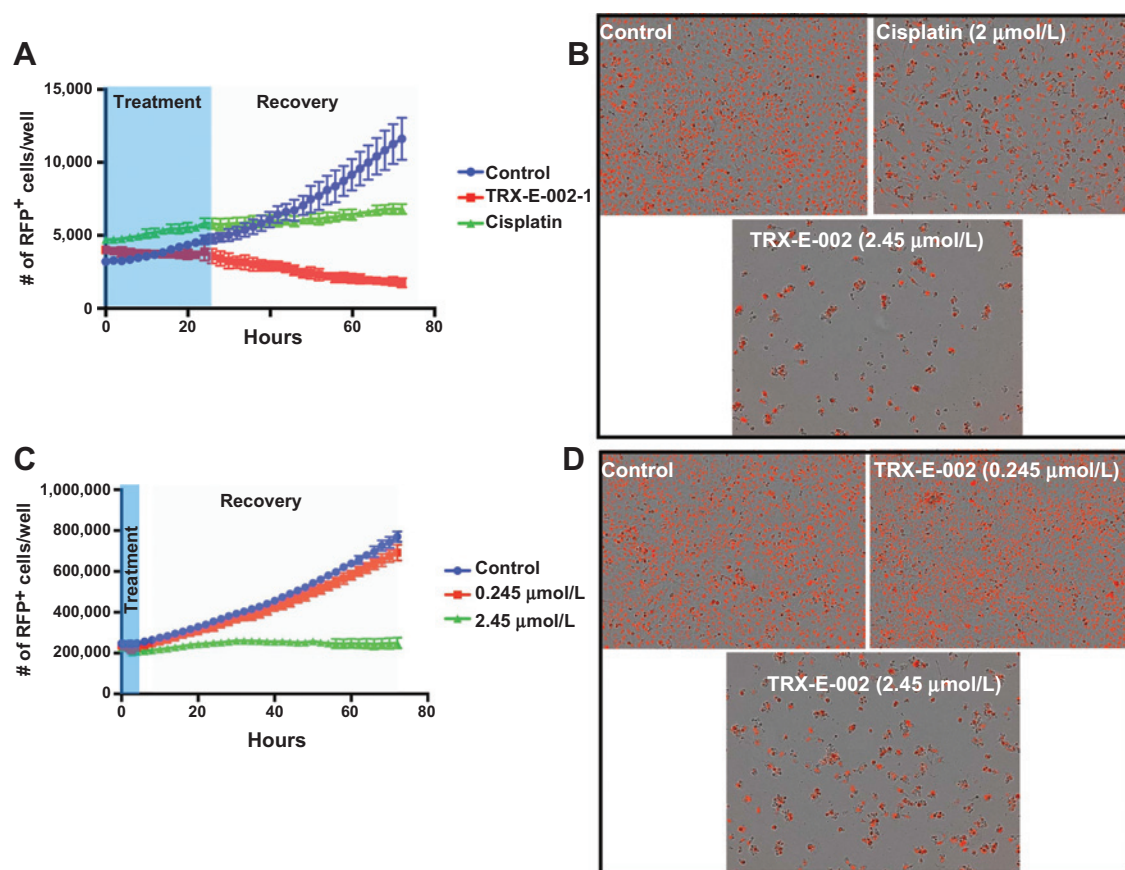 A
15,000
10,000
5,000
0
# of RFP⁺ cells/well
Treatment
Recovery
0
20
40
60
80
Hours
Control
TRX-E-002-1
Cisplatin
B
Control
Cisplatin (2 μmol/L)
TRX-E-002 (2.45 μmol/L)
C
1,000,000
800,000
600,000
400,000
200,000
0
# of RFP⁺ cells/well
Treatment
Recovery
0
20
40
60
80
Hours
Control
0.245 μmol/L
2.45 μmol/L
D
Control
TRX-E-002 (0.245 μmol/L)
TRX-E-002 (2.45 μmol/L)